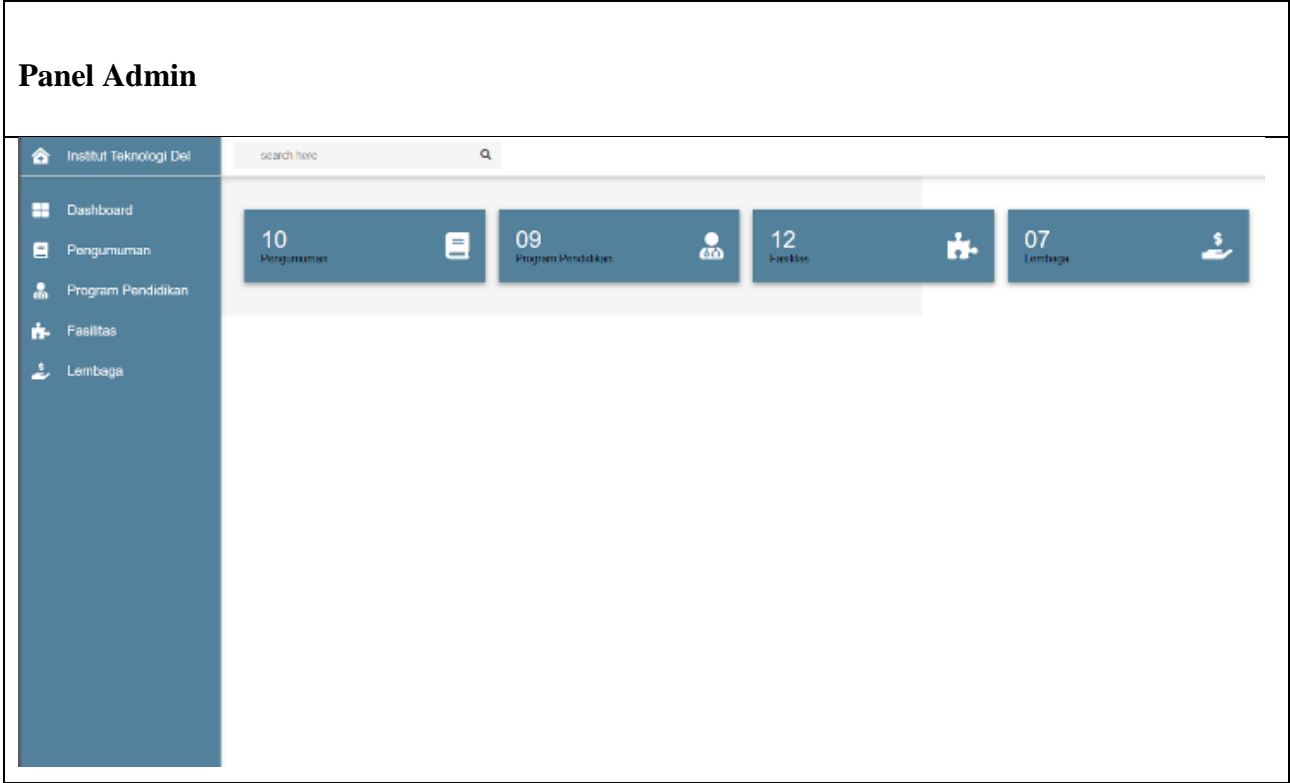 Panel Admin
Institut Teknologi Del
search here
Dashboard
Pengumuman
Program Pendidikan
Fasilitas
Lembaga
10
Pengumuman
09
Program Pendidikan
12
Fasilitas
07
Lembaga